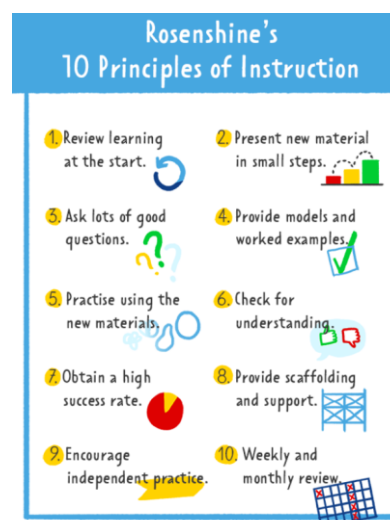 Rosenshine's
10 Principles of Instruction
1. Review learning
at the start.
2. Present new material
in small steps.
3. Ask lots of good
questions.
4. Provide models and
worked examples.
5. Practise using the
new materials.
6. Check for
understanding.
7. Obtain a high
success rate.
8. Provide scaffolding
and support.
9. Encourage
independent practice.
10. Weekly and
monthly review.